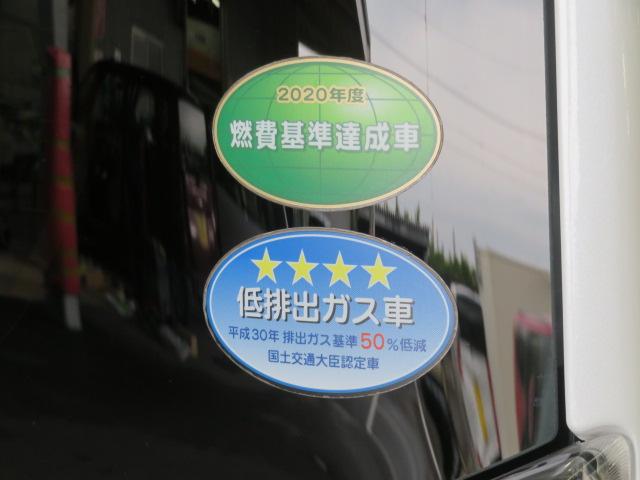 2020年度
燃費基準達成車
低排出ガス車
平成30年 排出ガス基準50%低減
国土交通大臣認定車